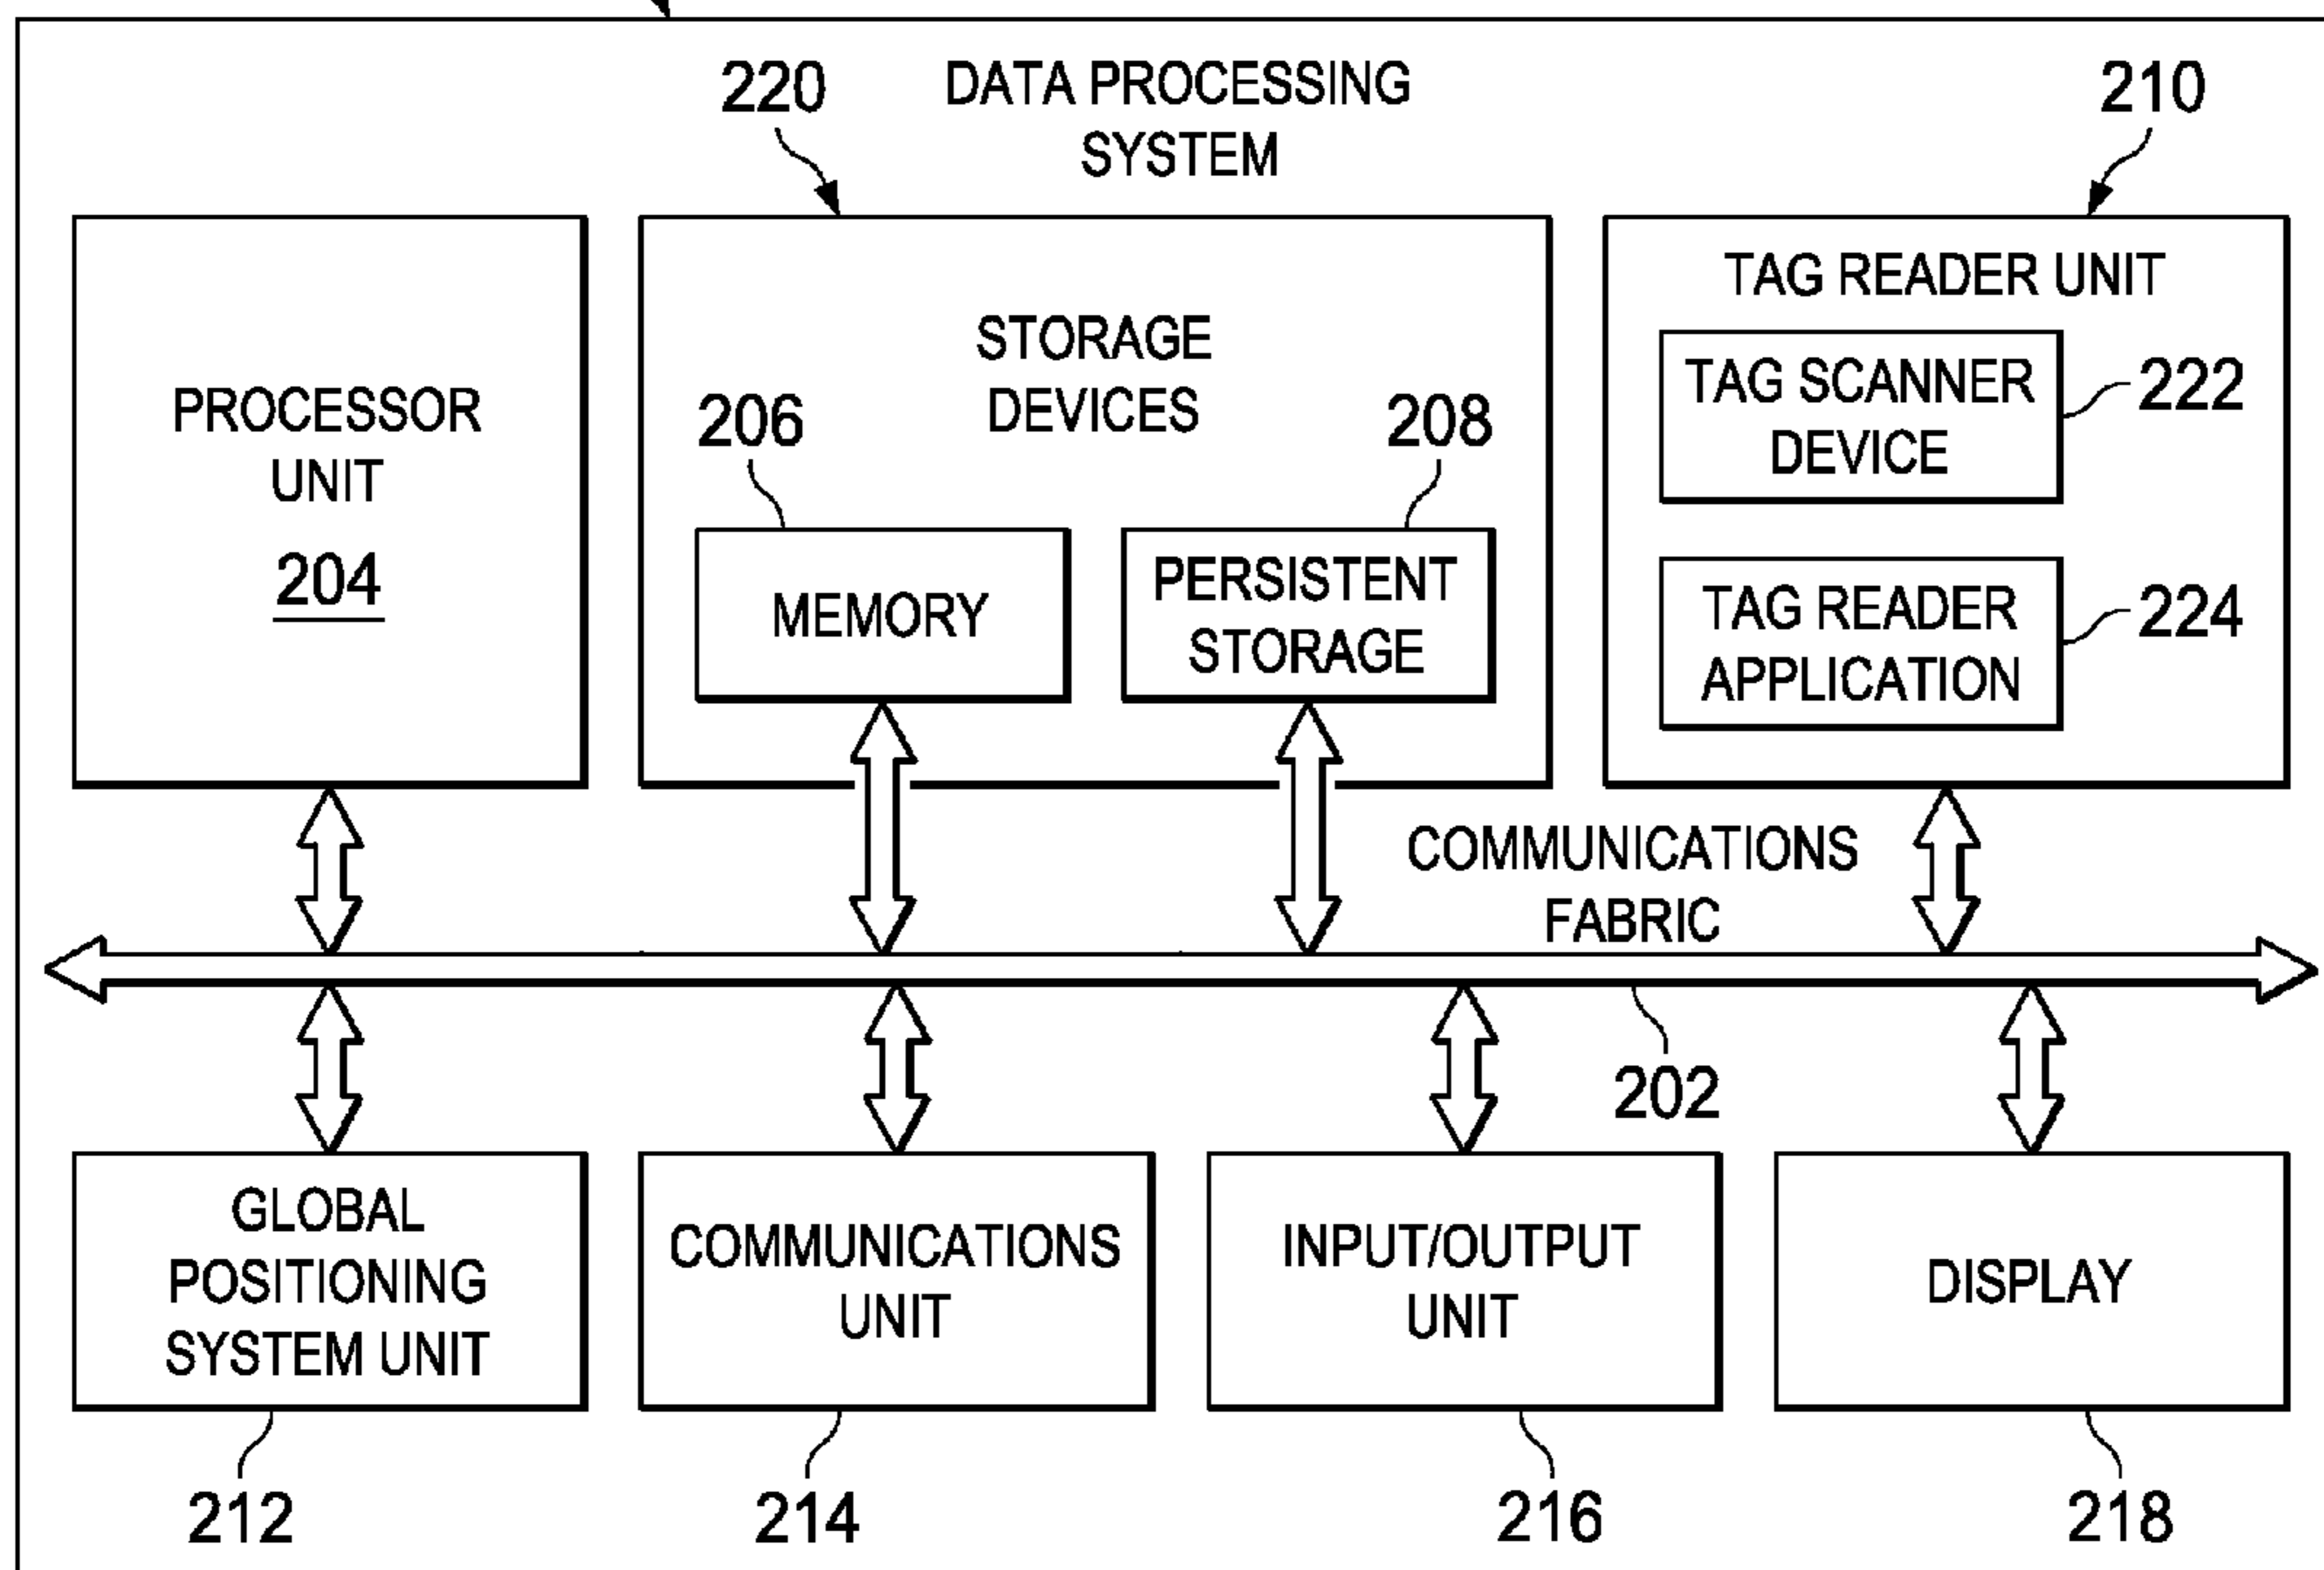 220
DATA PROCESSING
SYSTEM
210
PROCESSOR
UNIT
204
STORAGE
DEVICES
206
208
MEMORY
PERSISTENT
STORAGE
TAG READER UNIT
TAG SCANNER
DEVICE
222
TAG READER
APPLICATION
224
COMMUNICATIONS
FABRIC
202
GLOBAL
POSITIONING
SYSTEM UNIT
COMMUNICATIONS
UNIT
INPUT/OUTPUT
UNIT
DISPLAY
212
214
216
218